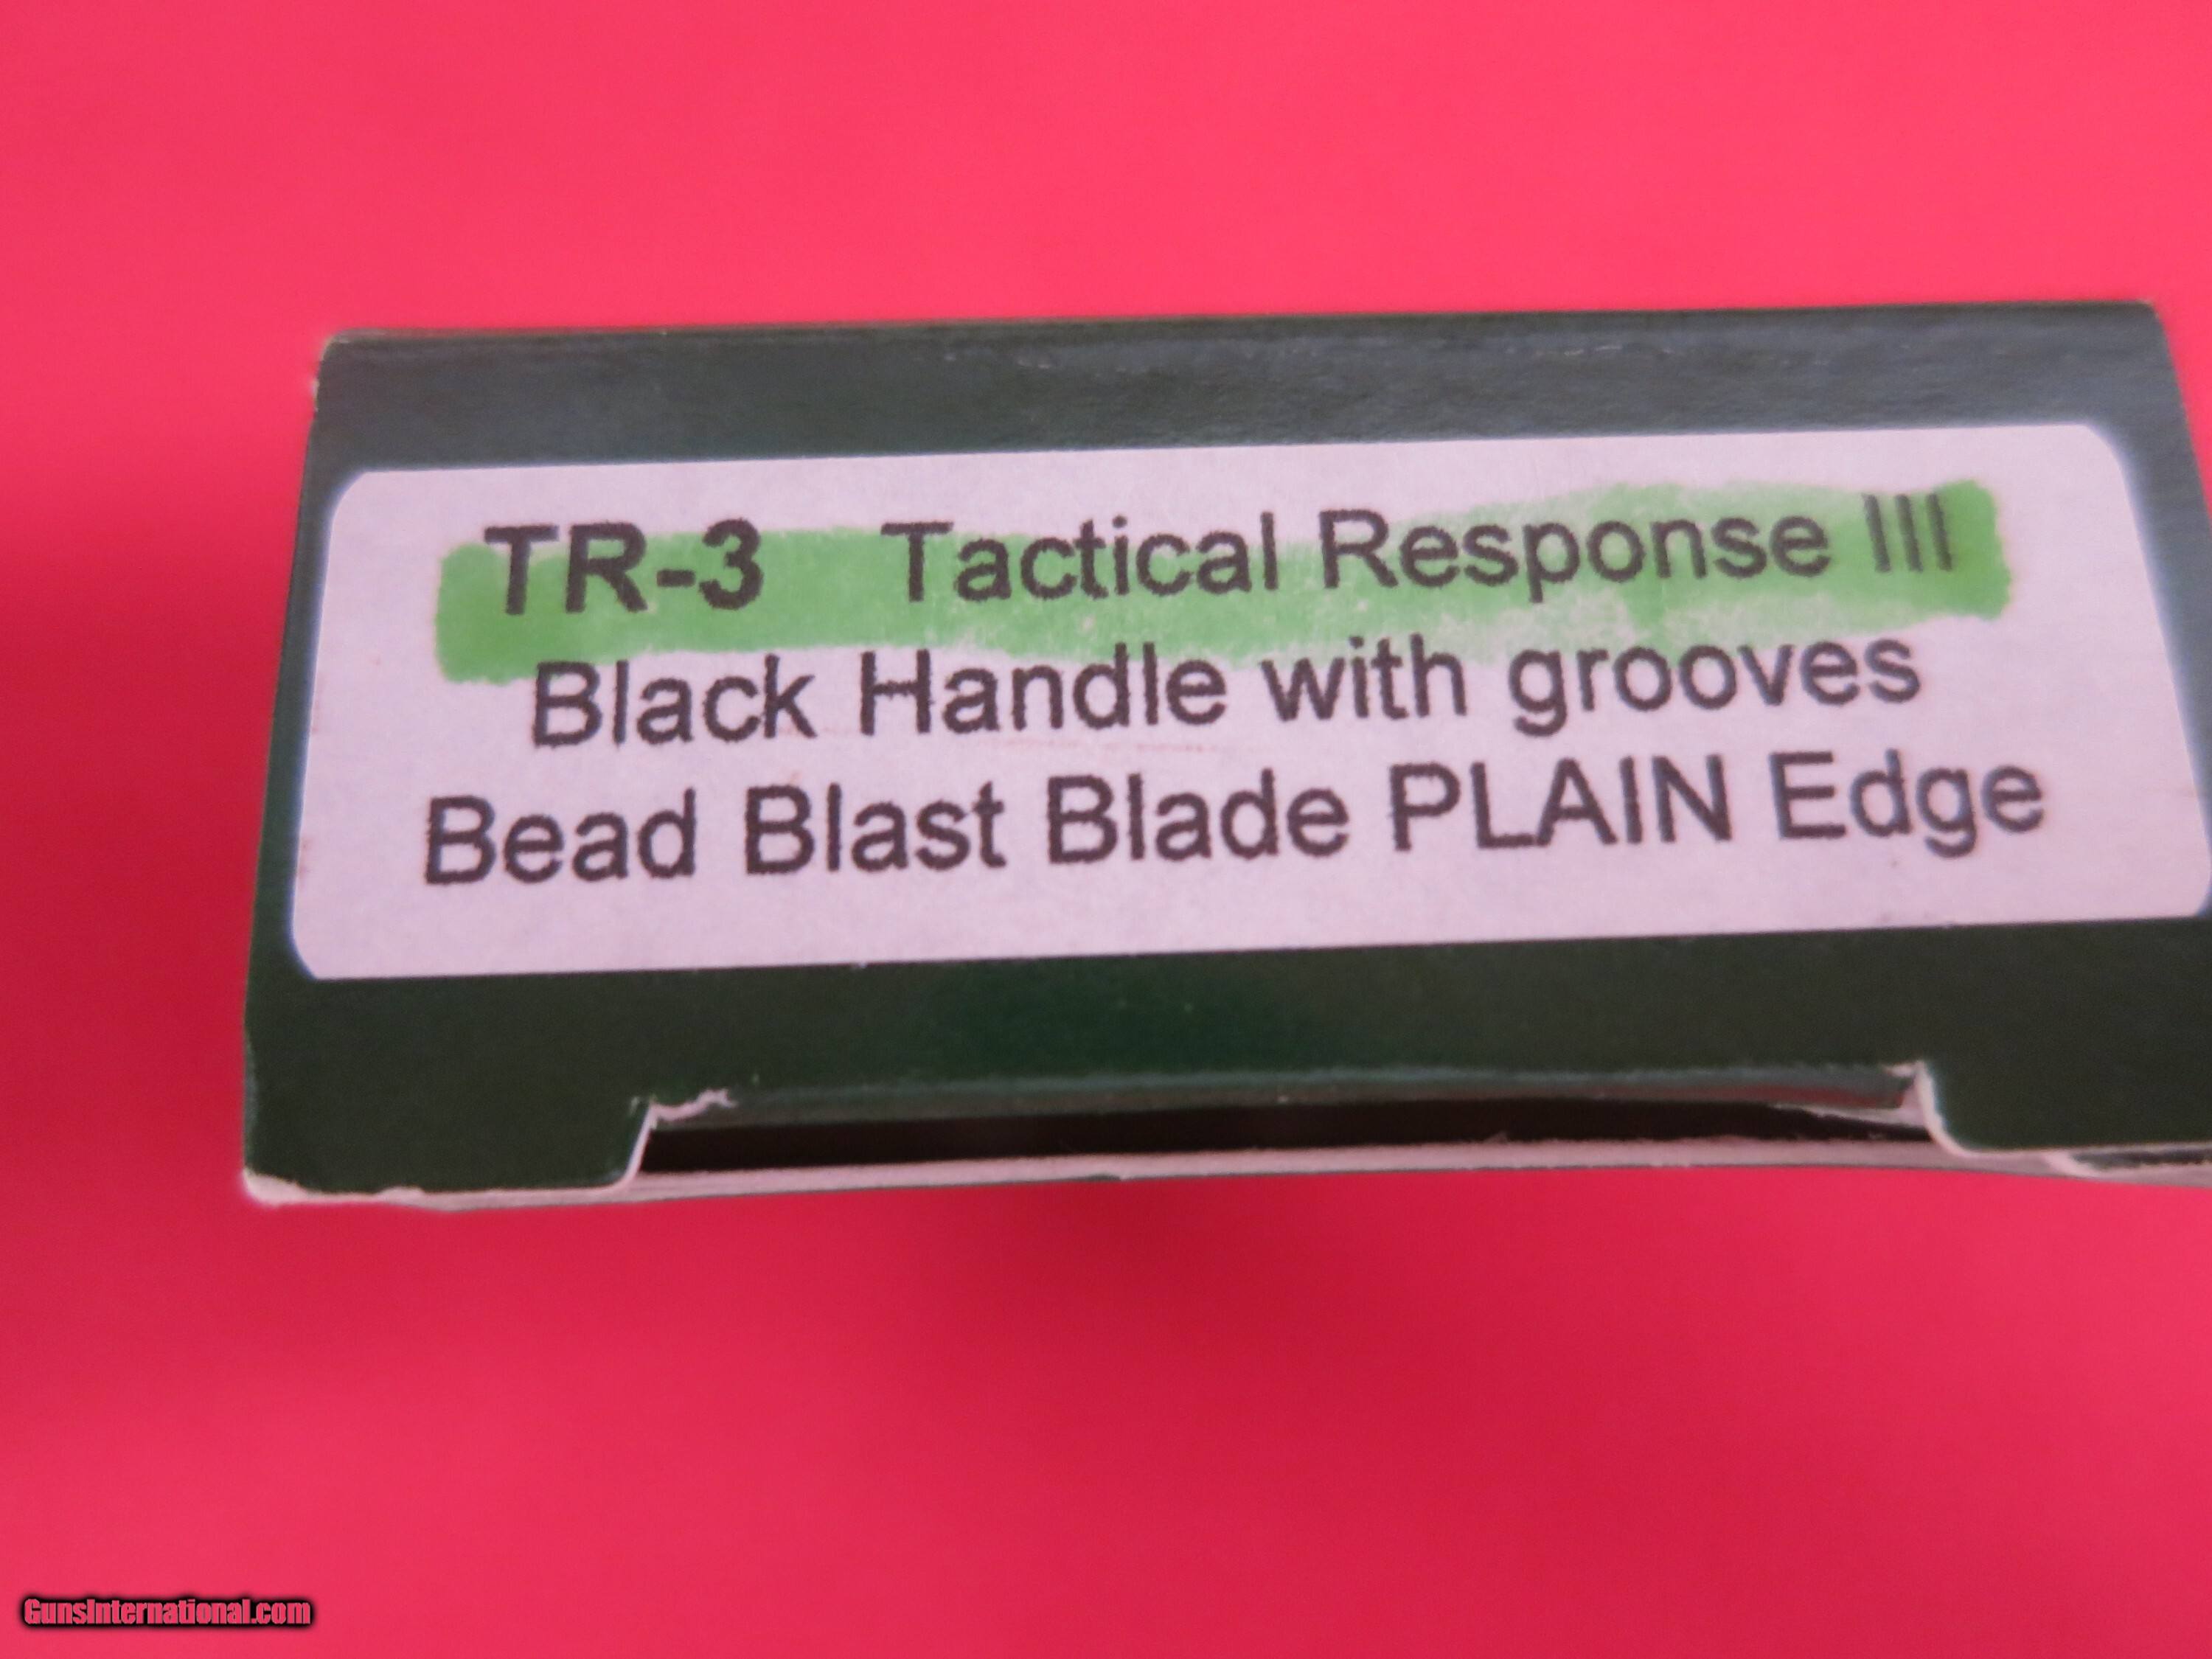 TR-3 Tactical Response III
Black Handle with grooves
Bead Blast Blade PLAIN Edge
GunsInternational.com